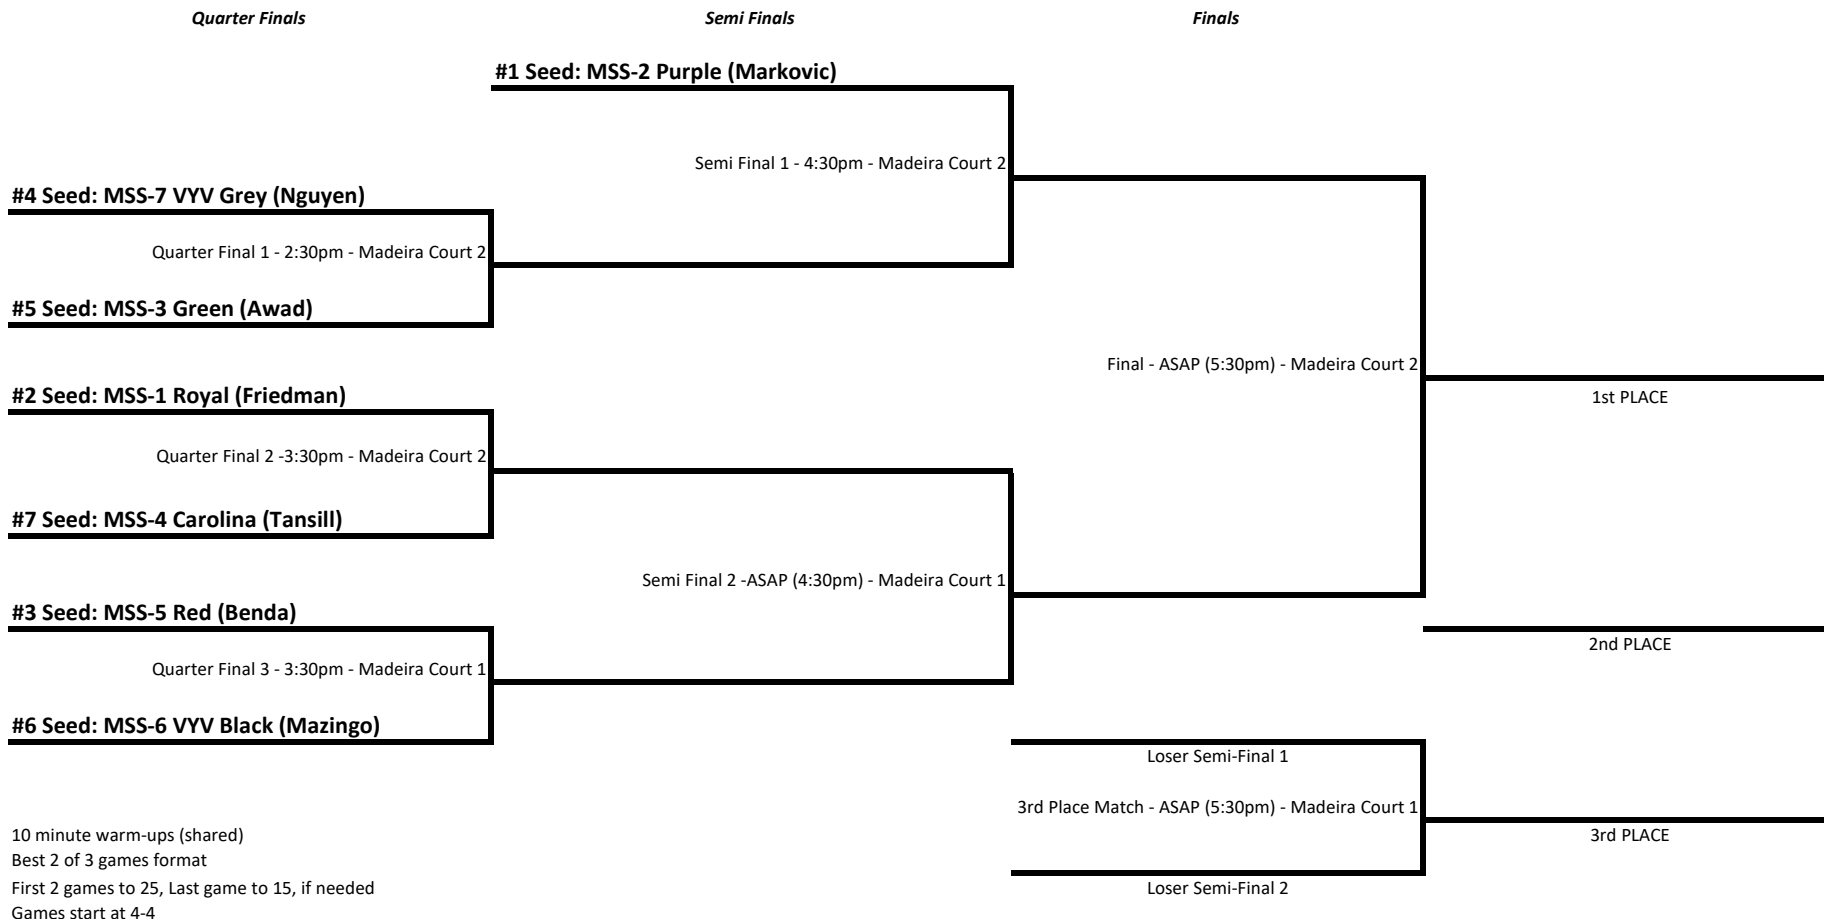 Quarter Finals
Semi Finals
Finals
#1 Seed: MSS-2 Purple (Markovic)
Semi Final 1 - 4:30pm - Madeira Court 2
#4 Seed: MSS-7 VYV Grey (Nguyen)
Quarter Final 1 - 2:30pm - Madeira Court 2
#5 Seed: MSS-3 Green (Awad)
Final - ASAP (5:30pm) - Madeira Court 2
#2 Seed: MSS-1 Royal (Friedman)
1st PLACE
Quarter Final 2 -3:30pm - Madeira Court 2
#7 Seed: MSS-4 Carolina (Tansill)
Semi Final 2 -ASAP (4:30pm) - Madeira Court 1
#3 Seed: MSS-5 Red (Benda)
2nd PLACE
Quarter Final 3 - 3:30pm - Madeira Court 1
#6 Seed: MSS-6 VYV Black (Mazingo)
Loser Semi-Final 1
3rd Place Match - ASAP (5:30pm) - Madeira Court 1
3rd PLACE
10 minute warm-ups (shared)
Best 2 of 3 games format
First 2 games to 25, Last game to 15, if needed
Loser Semi-Final 2
Games start at 4-4